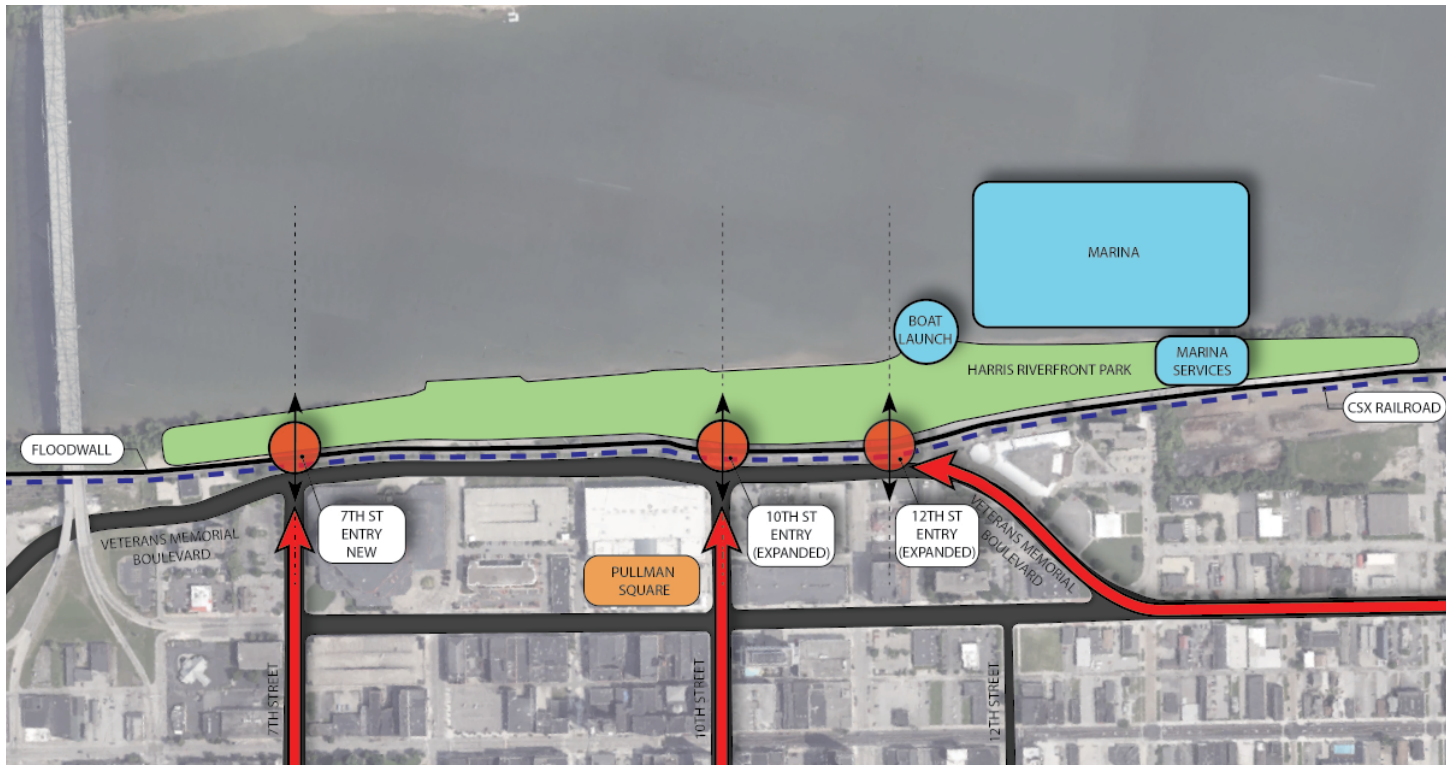 MARINA
BOAT
LAUNCH
MARINA
SERVICES
HARRIS RIVERFRONT PARK
CSX RAILROAD
FLOODWALL
7TH ST
ENTRY
NEW
10TH ST
ENTRY
(EXPANDED)
12TH ST
ENTRY
(EXPANDED)
VETERANS MEMORIAL
BOULEVARD
VETERANS MEMORIAL
BOULEVARD
PULLMAN
SQUARE
7TH STREET
10TH STREET
12TH STREET